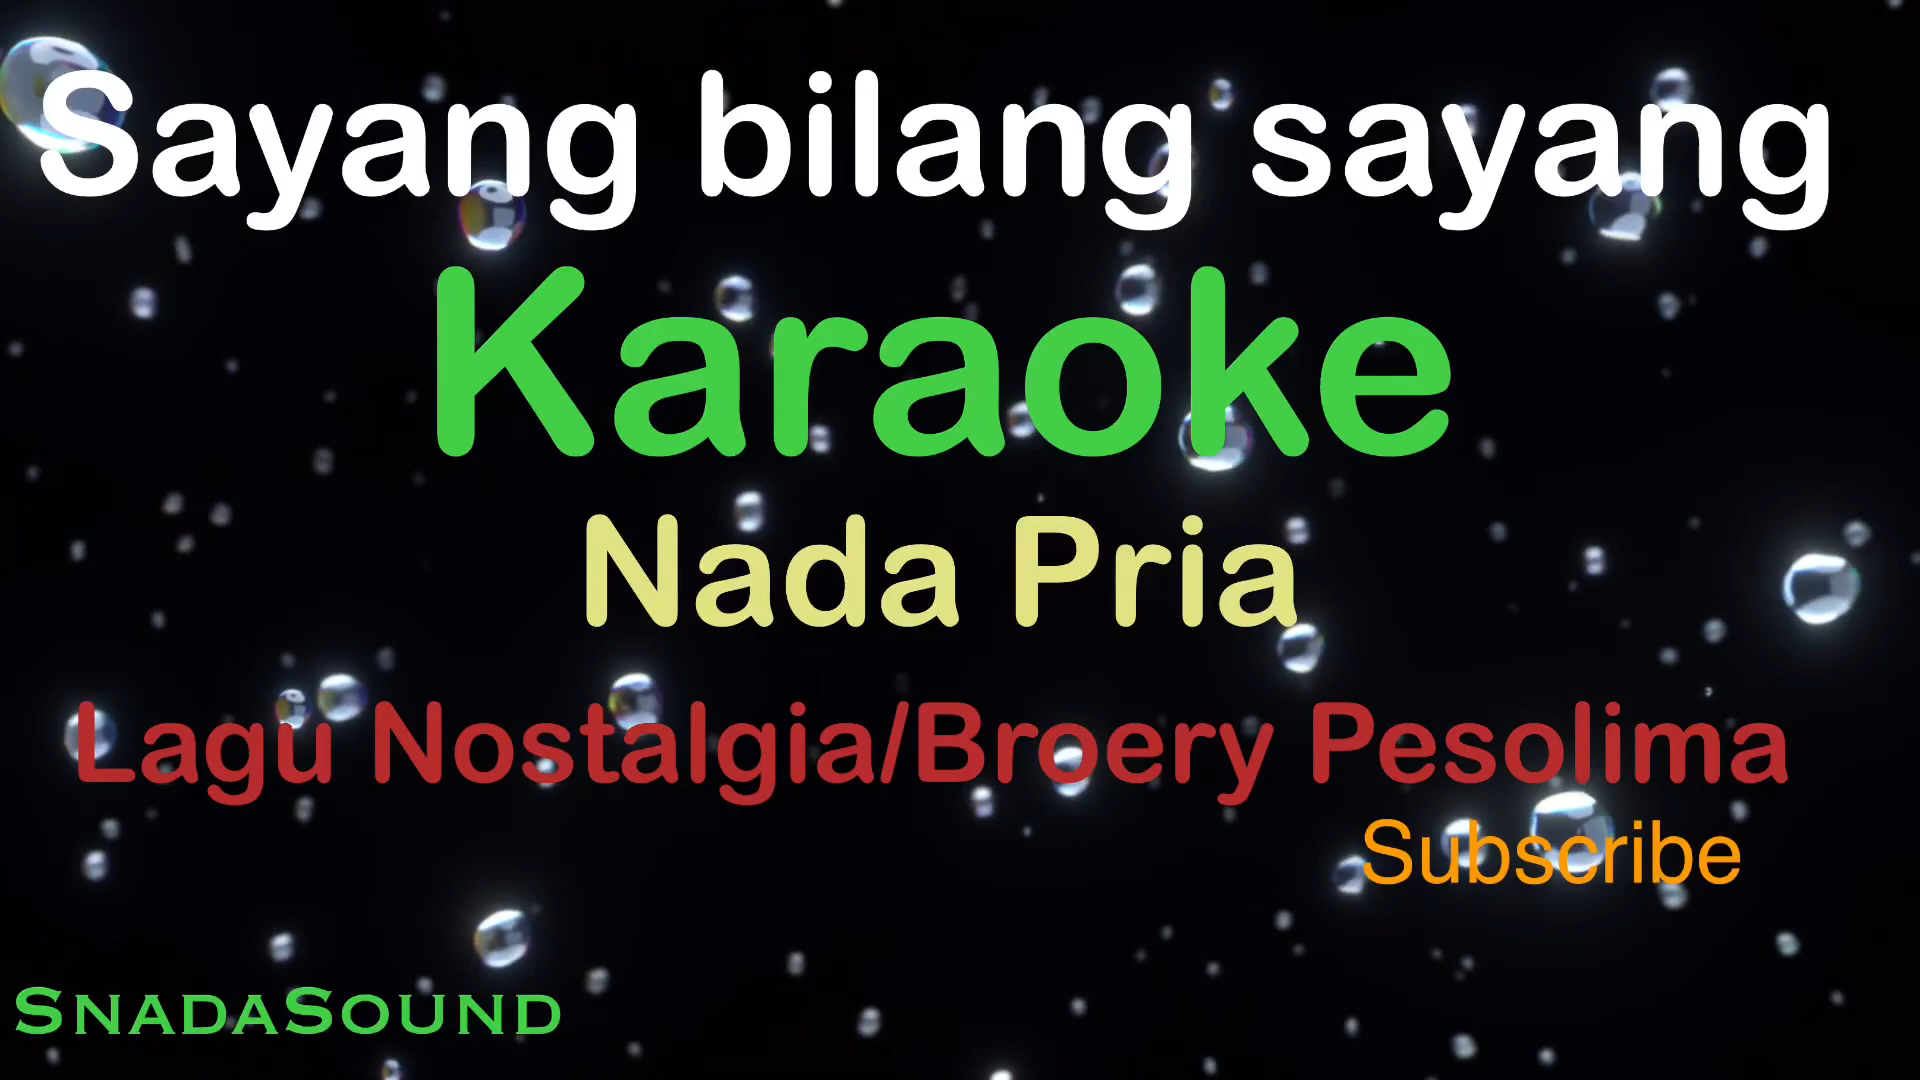 Sayang bilang sayang
Karaoke
Nada Pria
Lagu Nostalgia/Broery Pesolima
Subscribe
SnadaSound